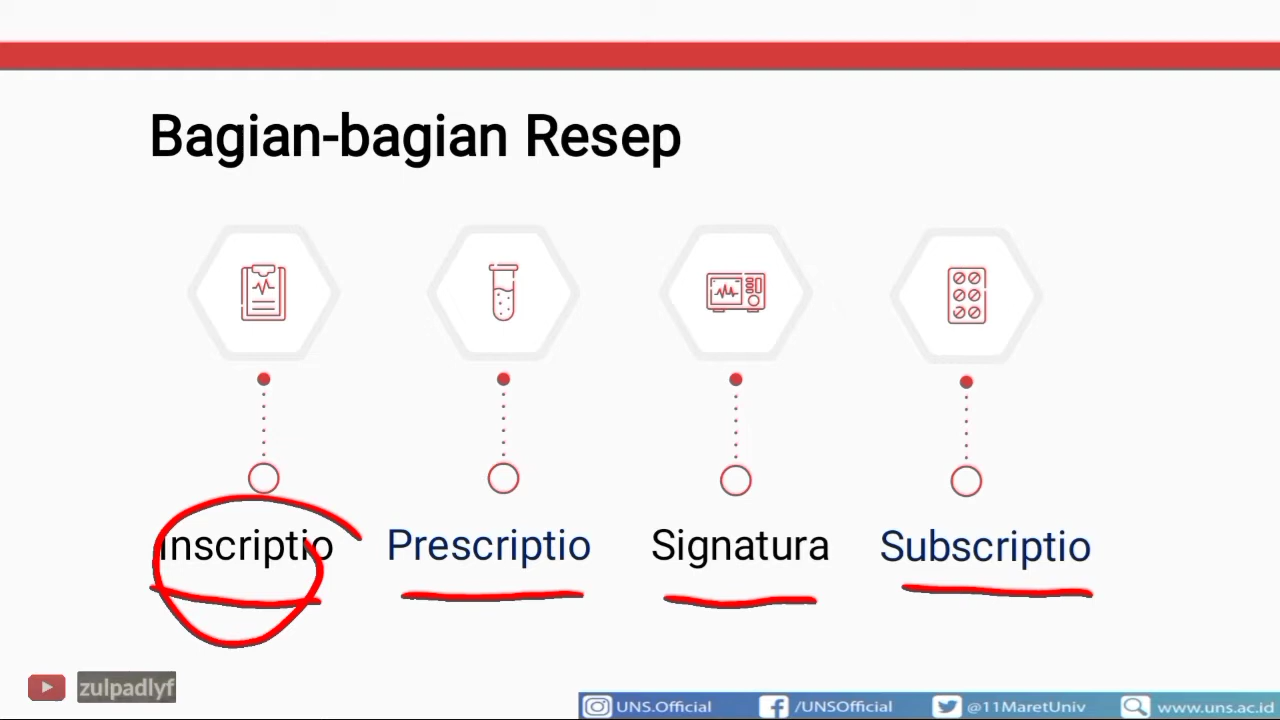 Bagian-bagian Resep
Inscriptio Prescriptio Signatura Subscriptio
zulpadlyf
UNS.Official /UNSOfficial @11MaretUniv www.uns.ac.id